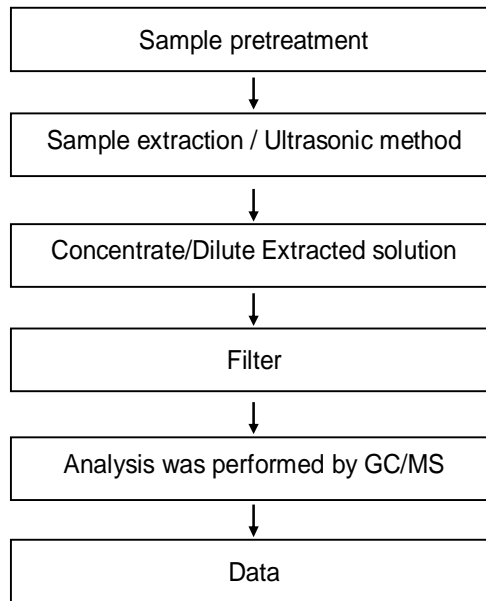 Sample pretreatment
Sample extraction / Ultrasonic method
Concentrate/Dilute Extracted solution
Filter
Analysis was performed by GC/MS
Data